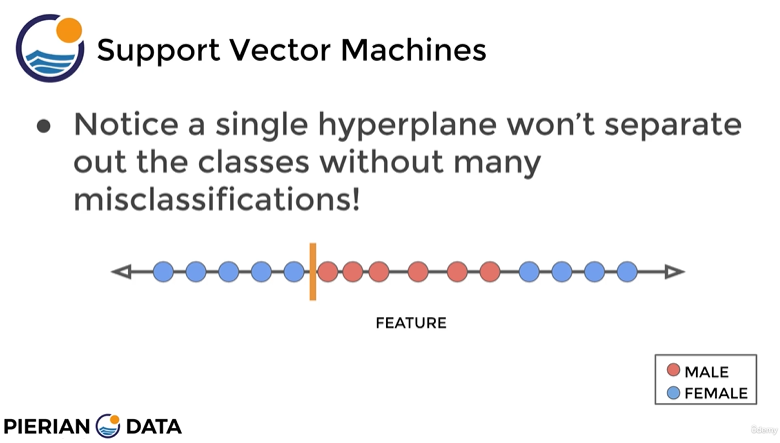 Support Vector Machines
● Notice a single hyperplane won't separate
out the classes without many
misclassifications!
FEATURE
MALE
FEMALE
PIERIAN DATA
ûdemy